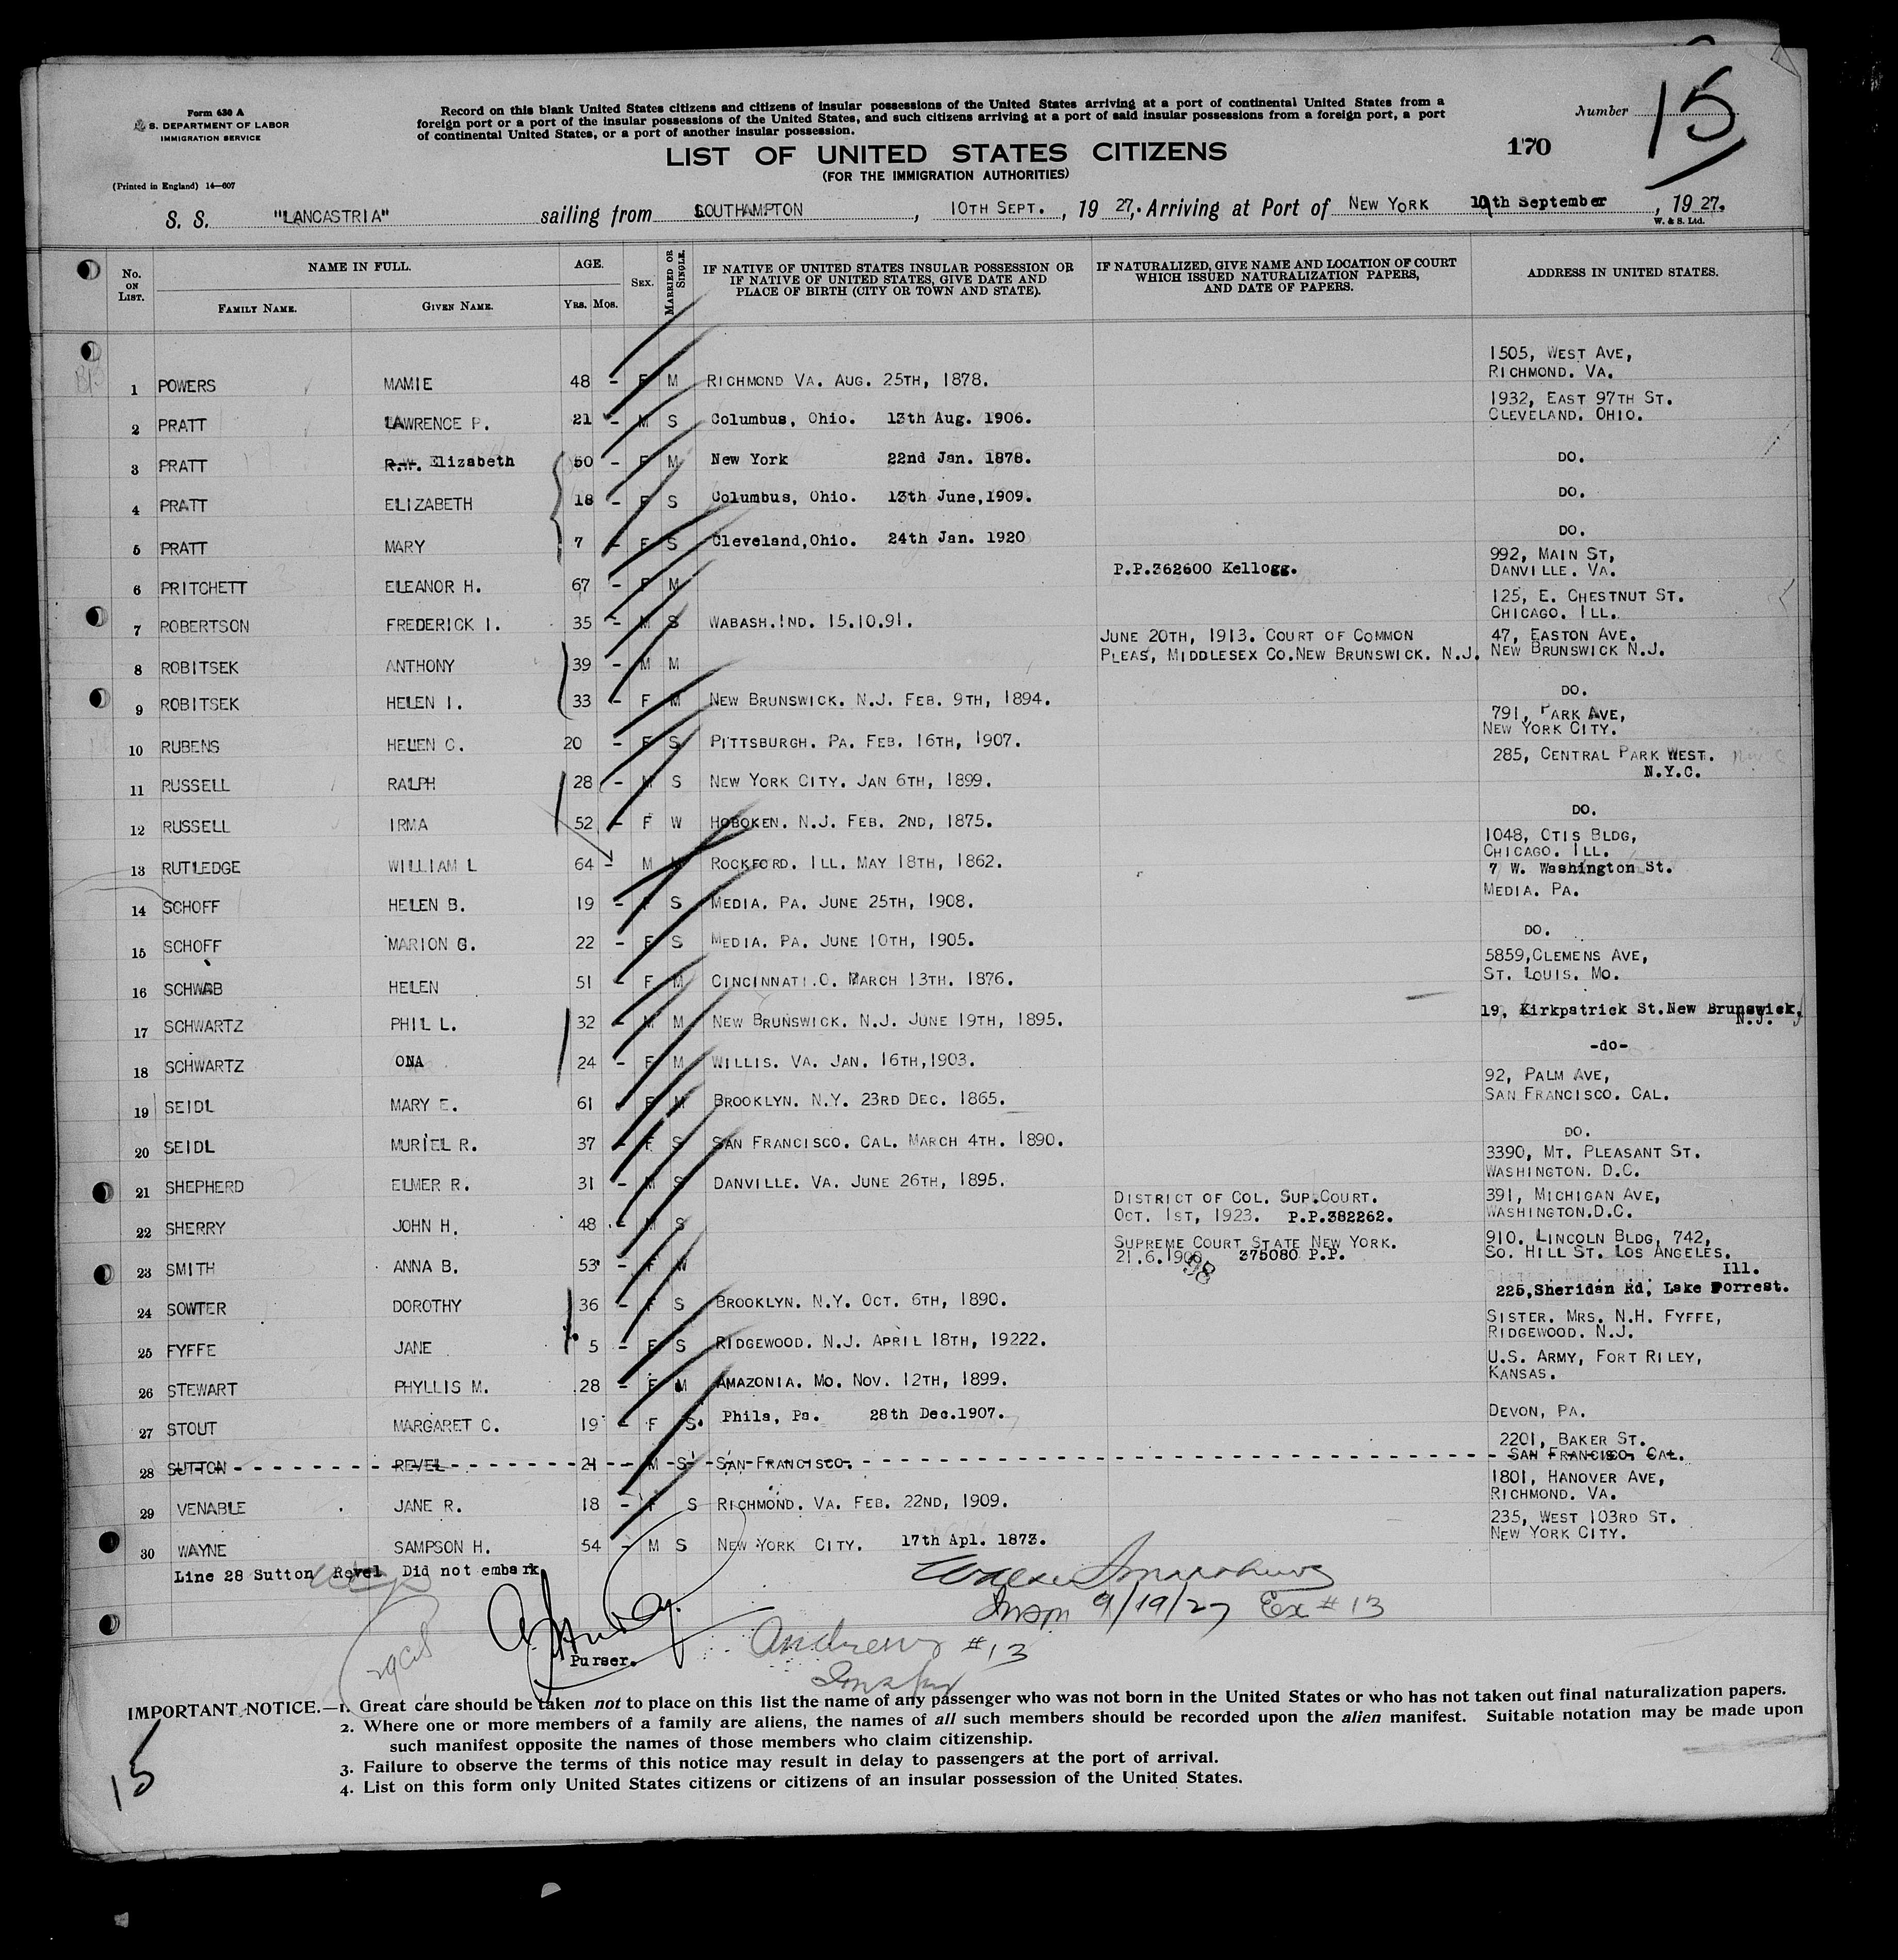 Form 630 A
U. S. DEPARTMENT OF LABOR
IMMIGRATION SERVICE
(Printed in England) 14—607
Record on this blank United States citizens and citizens of insular possessions of the United States arriving at a port of continental United States from a
foreign port or a port of the insular possessions of the United States, and such citizens arriving at a port of said insular possessions from a foreign port, a port
of continental United States, or a port of another insular possession.
Number 15
170
LIST OF UNITED STATES CITIZENS
(FOR THE IMMIGRATION AUTHORITIES)
S. S. "LANCASTRIA" sailing from SOUTHAMPTON, 10TH SEPT., 1927,. Arriving at Port of NEW YORK 19th September, 1927.
W. & S. Ltd.
No. ON LIST. NAME IN FULL. FAMILY NAME. GIVEN NAME. AGE. YRS. MOS. SEX. MARRIED OR SINGLE. IF NATIVE OF UNITED STATES INSULAR POSSESSION OR IF NATIVE OF UNITED STATES, GIVE DATE AND PLACE OF BIRTH (CITY OR TOWN AND STATE). IF NATURALIZED, GIVE NAME AND LOCATION OF COURT WHICH ISSUED NATURALIZATION PAPERS, AND DATE OF PAPERS. ADDRESS IN UNITED STATES.
1 POWERS MAMIE 48 - F M RICHMOND VA. AUG. 25TH, 1878. 1505, WEST AVE, RICHMOND. VA.
2 PRATT LAWRENCE P. 21 - M S Columbus, Ohio. 13th Aug. 1906. 1932, EAST 97TH ST. CLEVELAND. OHIO.
3 PRATT R.W. Elizabeth 50 - F M New York 22nd Jan. 1878. DO.
4 PRATT ELIZABETH 18 - F S Columbus, Ohio. 13th June,1909. DO.
5 PRATT MARY 7 - F S Cleveland,Ohio. 24th Jan. 1920 DO.
6 PRITCHETT ELEANOR H. 67 - F M P.P.362600 Kellogg. 992, MAIN ST, DANVILLE. VA.
7 ROBERTSON FREDERICK I. 35 - M S WABASH.IND. 15.10.91. 125, E. CHESTNUT ST. CHICAGO. ILL.
8 ROBITSEK ANTHONY 39 - M M JUNE 20TH, 1913. COURT OF COMMON PLEAS, MIDDLESEX CO.NEW BRUNSWICK. N.J. 47, EASTON AVE. NEW BRUNSWICK N.J.
9 ROBITSEK HELEN I. 33 - F M NEW BRUNSWICK. N.J. FEB. 9TH, 1894. DO.
10 RUBENS HELEN C. 20 - F S PITTSBURGH. PA. FEB. 16TH, 1907. 791, PARK AVE, NEW YORK CITY.
11 RUSSELL RALPH 28 - M S NEW YORK CITY. JAN 6TH, 1899. 285, CENTRAL PARK WEST. N.Y.C.
12 RUSSELL IRMA 52 - F W HOBOKEN. N.J. FEB. 2ND, 1875. DO.
13 RUTLEDGE WILLIAM L 64 - M M ROCKFORD. ILL. MAY 18TH, 1862. 1048, OTIS BLDG, CHICAGO. ILL. 7 W. Washington St.
14 SCHOFF HELEN B. 19 - F S MEDIA. PA. JUNE 25TH, 1908. MEDIA. PA.
15 SCHOFF MARION G. 22 - F S MEDIA. PA. JUNE 10TH, 1905. DO.
16 SCHWAB HELEN 51 - F M CINCINNATI.O. MARCH 13TH. 1876. 5859,CLEMENS AVE, ST. LOUIS. MO.
17 SCHWARTZ PHIL L. 32 - M M NEW BRUNSWICK. N.J. JUNE 19TH, 1895. 19, Kirkpatrick St.New Brunswick, N.J.
18 SCHWARTZ ONA 24 - F M WILLIS. VA. JAN. 16TH,1903. -do-
19 SEIDL MARY E. 61 - F M BROOKLYN. N.Y. 23RD DEC. 1865. 92, PALM AVE, SAN FRANCISCO. CAL.
20 SEIDL MURIEL R. 37 - F S SAN FRANCISCO. CAL. MARCH 4TH. 1890. DO.
21 SHEPHERD ELMER R. 31 - M S DANVILLE. VA. JUNE 26TH, 1895. 3390, MT. PLEASANT ST. WASHINGTON. D.C.
22 SHERRY JOHN H. 48 - M S DISTRICT OF COL. SUP.COURT. OCT. 1ST, 1923. P.P.382262. 391, MICHIGAN AVE, WASHINGTON.D.C.
23 SMITH ANNA B. 53 - F W SUPREME COURT STATE NEW YORK. 21.6.1900 98 375080 P.P. 910. LINCOLN BLDG, 742, SO. HILL ST. LOS ANGELES.
24 SOWTER DOROTHY 36 - F S BROOKLYN. N.Y. OCT. 6TH, 1890. 225,Sheridan Rd, Lake Forrest. Ill.
25 FYFFE JANE 5 - F S RIDGEWOOD. N.J. APRIL 18TH, 19222. SISTER. MRS. N.H. FYFFE, RIDGEWOOD. N.J.
26 STEWART PHYLLIS M. 28 - F M AMAZONIA. MO. NOV. 12TH, 1899. U.S. ARMY, FORT RILEY, KANSAS.
27 STOUT MARGARET C. 19 - F S. Phila, Pa. 28th Dec.1907. DEVON, PA.
28 SUTTON REVEL 21 - M S SAN FRANCISCO. 2201, BAKER ST. SAN FRANCISCO. CAL.
29 VENABLE JANE R. 18 - F S RICHMOND. VA. FEB. 22ND, 1909. 1801, HANOVER AVE, RICHMOND. VA.
30 WAYNE SAMPSON H. 54 - M S NEW YORK CITY. 17th Apl. 1873. 235, WEST 103RD ST. NEW YORK CITY.
Line 28 Sutton Revel Did not embark
9/19/27 Ex #13
Purser.
Andrews #13
IMPORTANT NOTICE.—1. Great care should be taken not to place on this list the name of any passenger who was not born in the United States or who has not taken out final naturalization papers.
2. Where one or more members of a family are aliens, the names of all such members should be recorded upon the alien manifest. Suitable notation may be made upon
such manifest opposite the names of those members who claim citizenship.
3. Failure to observe the terms of this notice may result in delay to passengers at the port of arrival.
4. List on this form only United States citizens or citizens of an insular possession of the United States.
15